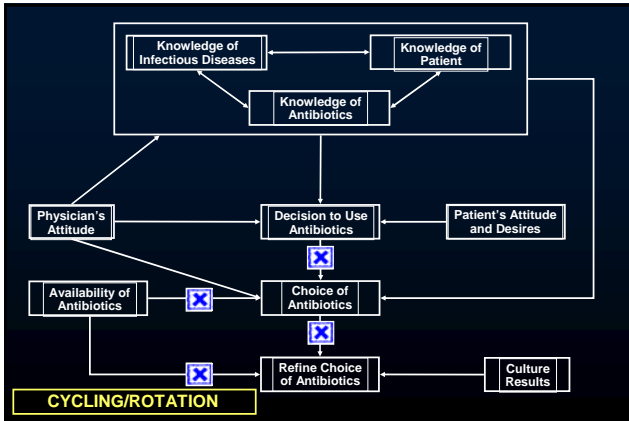 Knowledge of
Infectious Diseases
Knowledge of
Patient
Knowledge of
Antibiotics
Physician's
Attitude
Decision to Use
Antibiotics
Patient's Attitude
and Desires
Availability of
Antibiotics
Choice
of Antibiotics
Refine Choice
of Antibiotics
Culture
Results
CYCLING/ROTATION